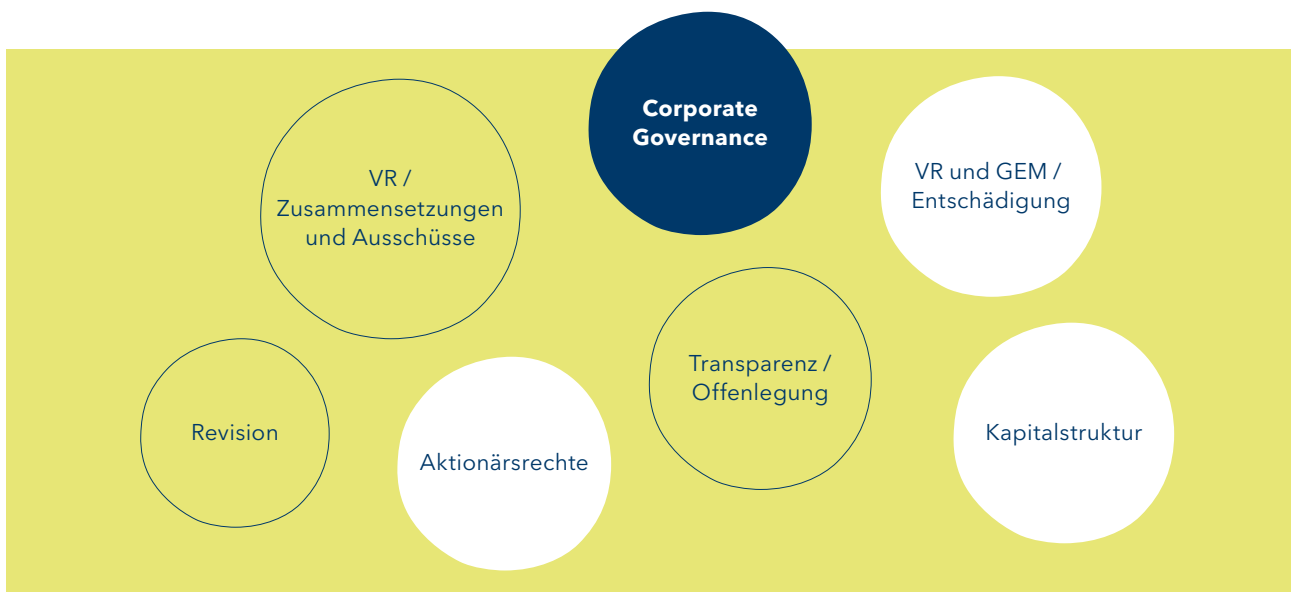 Corporate
Governance
VR /
Zusammensetzungen
und Ausschüsse
VR und GEM /
Entschädigung
Transparenz /
Offenlegung
Revision
Aktionärsrechte
Kapitalstruktur